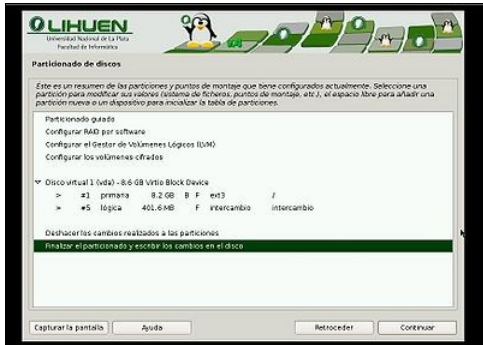 LIHUEN
Universidad Nacional de La Plata
Facultad de Informática
Particionado de discos
Éste es un resumen de las particiones y puntos de montaje que tiene configurados actualmente. Seleccione una
partición para modificar sus valores (sistema de ficheros, puntos de montaje, etc.), el espacio libre para añadir una
partición nueva o un dispositivo para inicializar la tabla de particiones.
Particionado guiado
Configurar RAID por software
Configurar el Gestor de Volúmenes Lógicos (LVM)
Configurar los volúmenes cifrados
Disco virtual 1 (vda) - 8.6 GB Virtio Block Device
> #1 primaria 8.2 GB B F ext3 /
> #5 lógica 401.6 MB F intercambio intercambio
Deshacer los cambios realizados a las particiones
Finalizar el particionado y escribir los cambios en el disco
Capturar la pantalla Ayuda Retroceder Continuar